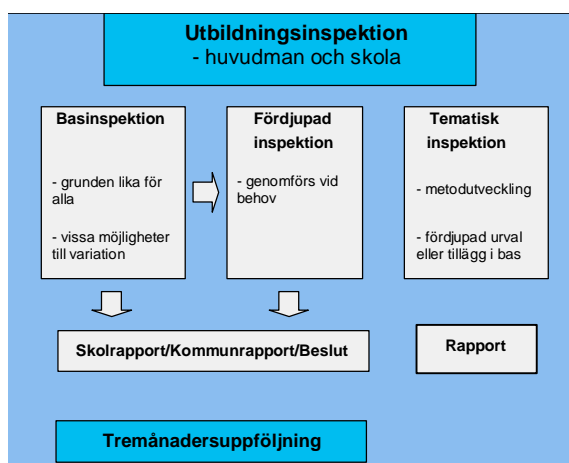 Utbildningsinspektion
- huvudman och skola
Basinspektion
- grunden lika för
alla
- vissa möjligheter
till variation
Fördjupad
inspektion
- genomförs vid
behov
Tematisk
inspektion
- metodutveckling
- fördjupad urval
eller tillägg i bas
Skolrapport/Kommunrapport/Beslut
Rapport
Tremånadersuppföljning